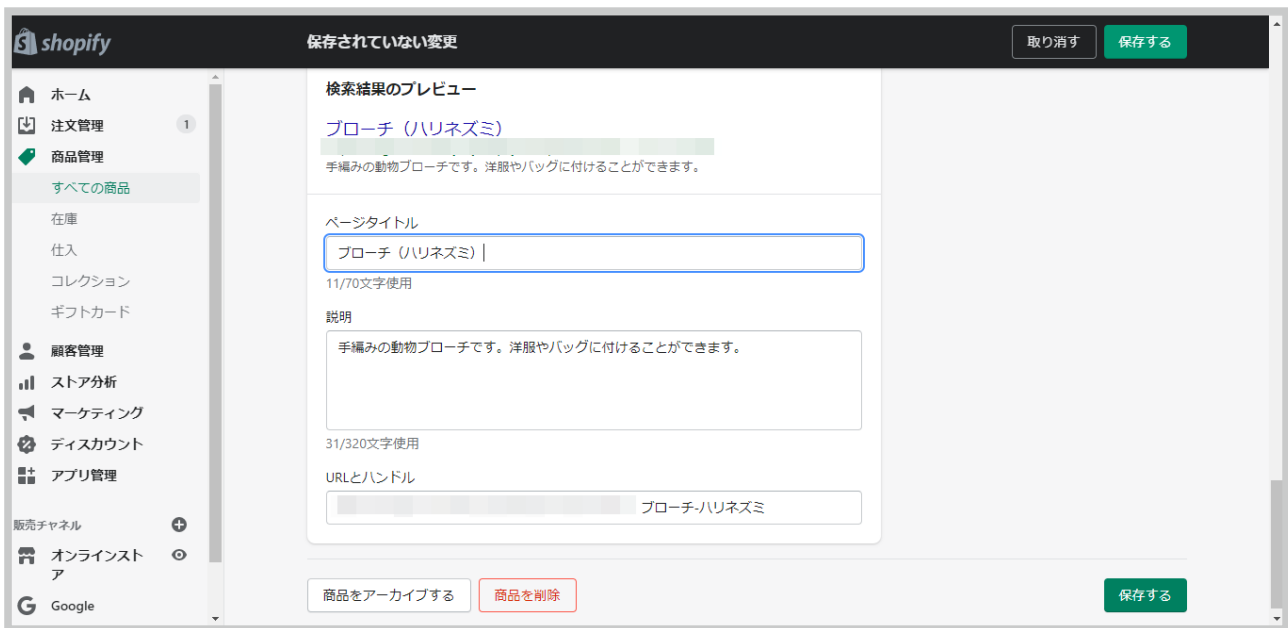 shopify
保存されていない変更
取り消す
保存する
ホーム
注文管理 1
商品管理
すべての商品
在庫
仕入
コレクション
ギフトカード
顧客管理
ストア分析
マーケティング
ディスカウント
アプリ管理
販売チャネル
オンラインスト
ア
Google
検索結果のプレビュー
ブローチ（ハリネズミ）
手編みの動物ブローチです。洋服やバッグに付けることができます。
ページタイトル
ブローチ（ハリネズミ）
11/70文字使用
説明
手編みの動物ブローチです。洋服やバッグに付けることができます。
31/320文字使用
URLとハンドル
ブローチ-ハリネズミ
商品をアーカイブする
商品を削除
保存する